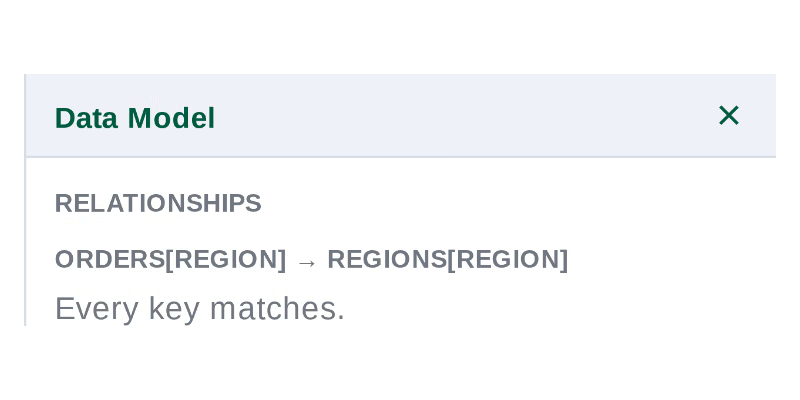 Data Model ✕
RELATIONSHIPS
ORDERS[REGION] → REGIONS[REGION]
Every key matches.